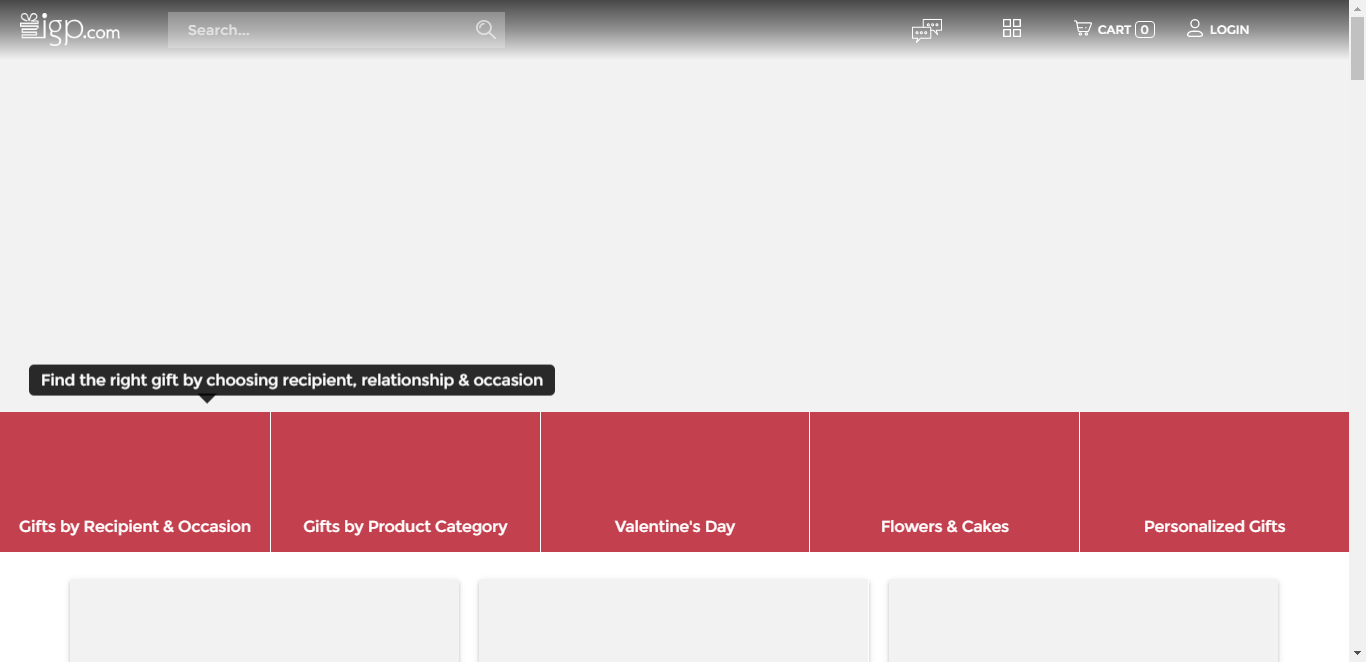 igp.com
Search...
CART 0
LOGIN
Find the right gift by choosing recipient, relationship & occasion
Gifts by Recipient & Occasion
Gifts by Product Category
Valentine's Day
Flowers & Cakes
Personalized Gifts